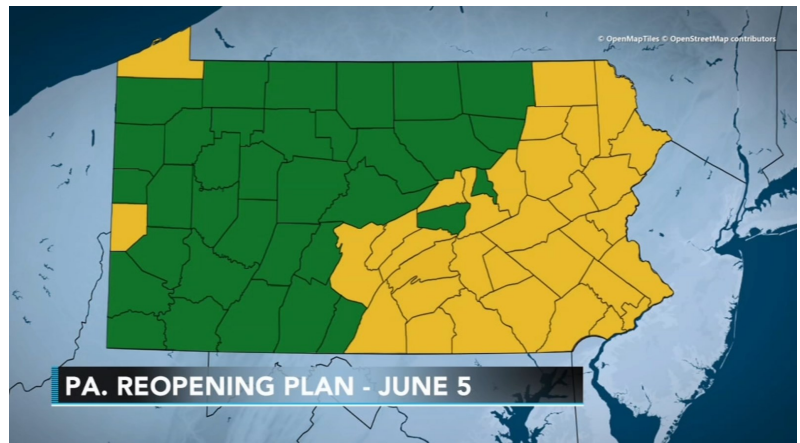 © OpenMapTiles © OpenStreetMap contributors
PA. REOPENING PLAN - JUNE 5